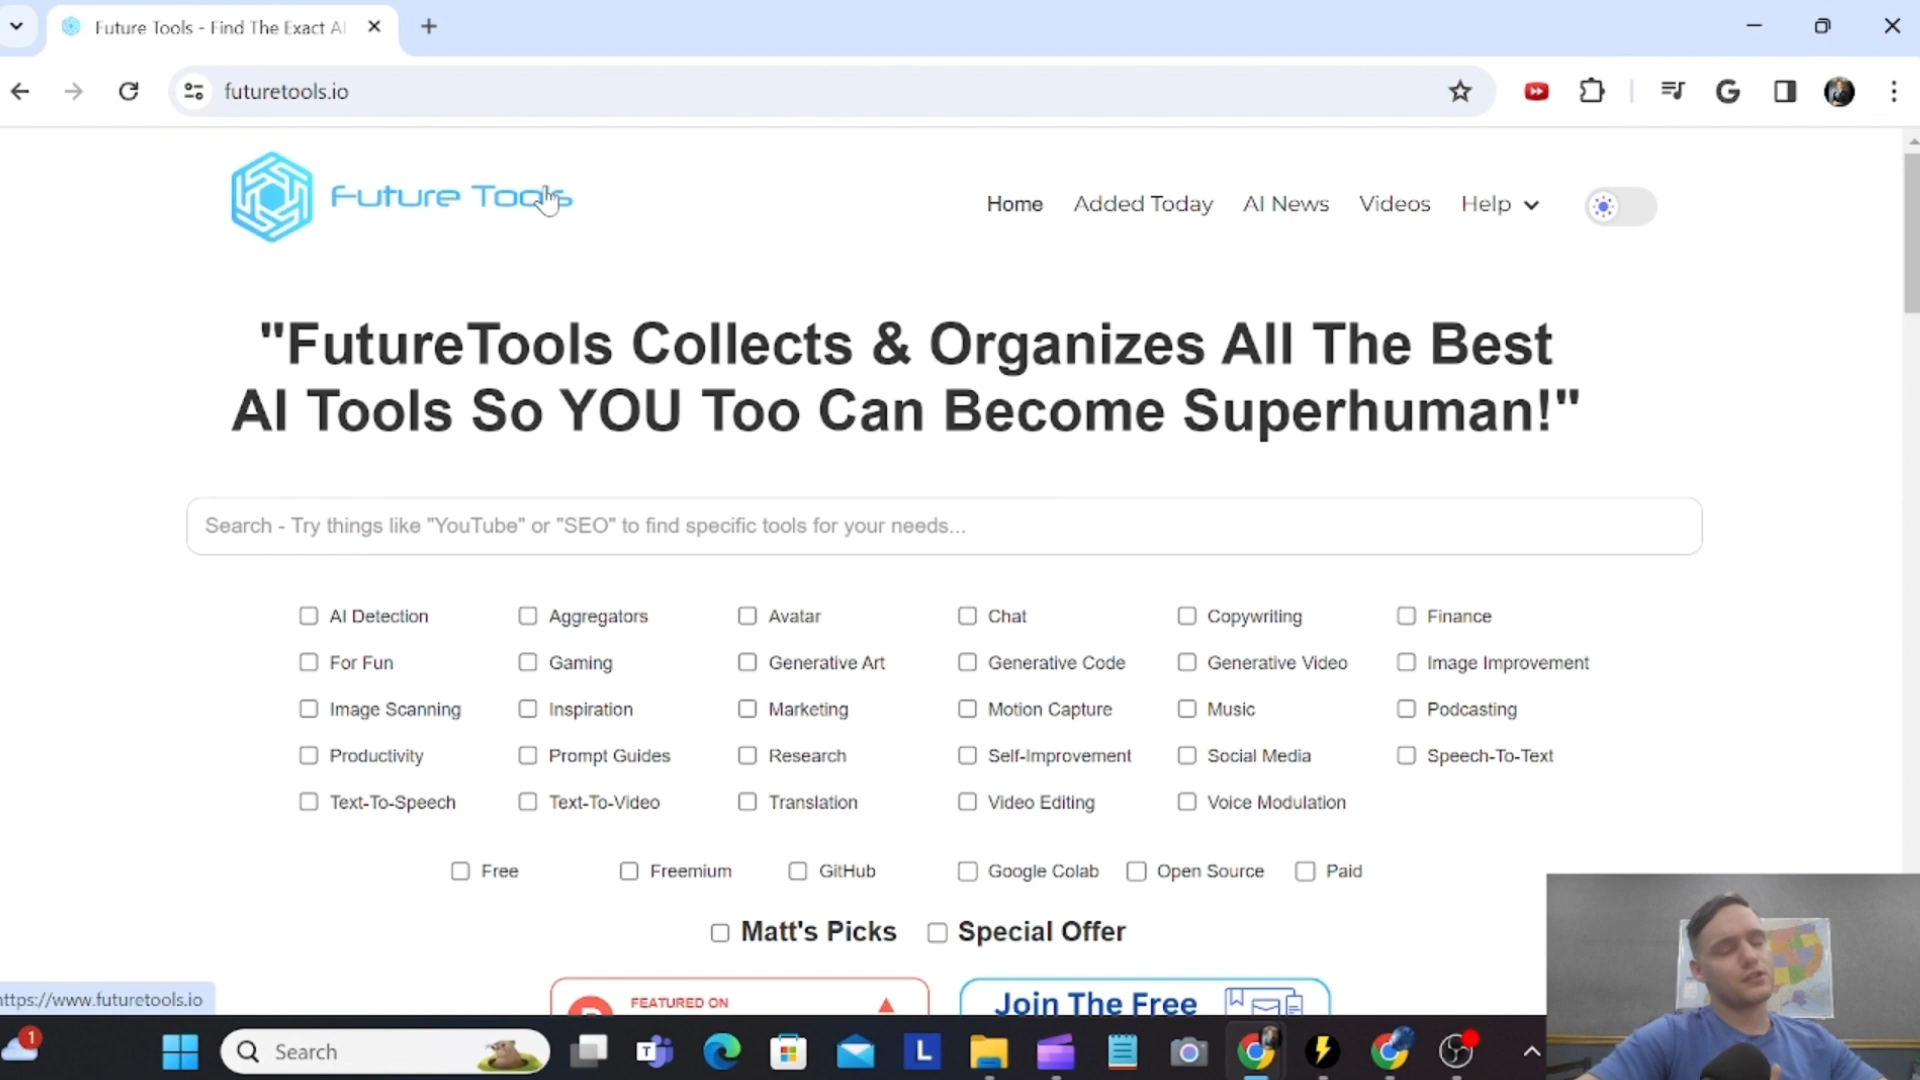 Future Tools - Find The Exact AI
futuretools.io
Future Tools
Home
Added Today
AI News
Videos
Help
"FutureTools Collects & Organizes All The Best
AI Tools So YOU Too Can Become Superhuman!"
Search - Try things like "YouTube" or "SEO" to find specific tools for your needs...
AI Detection
Aggregators
Avatar
Chat
Copywriting
Finance
For Fun
Gaming
Generative Art
Generative Code
Generative Video
Image Improvement
Image Scanning
Inspiration
Marketing
Motion Capture
Music
Podcasting
Productivity
Prompt Guides
Research
Self-Improvement
Social Media
Speech-To-Text
Text-To-Speech
Text-To-Video
Translation
Video Editing
Voice Modulation
Free
Freemium
GitHub
Google Colab
Open Source
Paid
Matt's Picks
Special Offer
FEATURED ON
Join The Free
https://www.futuretools.io
1
Search
T
L